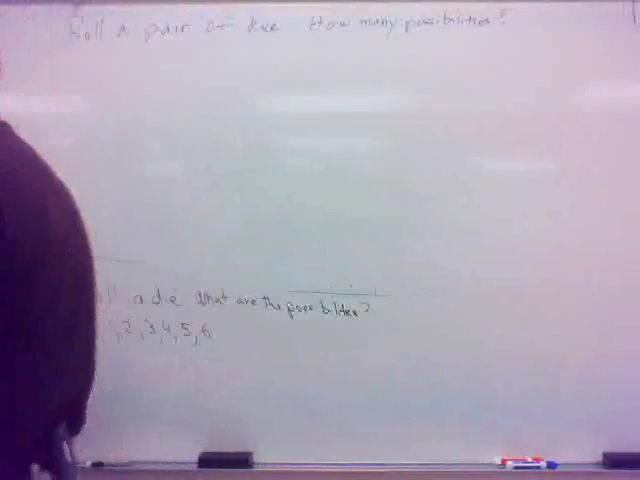 Roll a pair of dice How many possibilities?
a die What are the possibilities?
,2,3,4,5,6